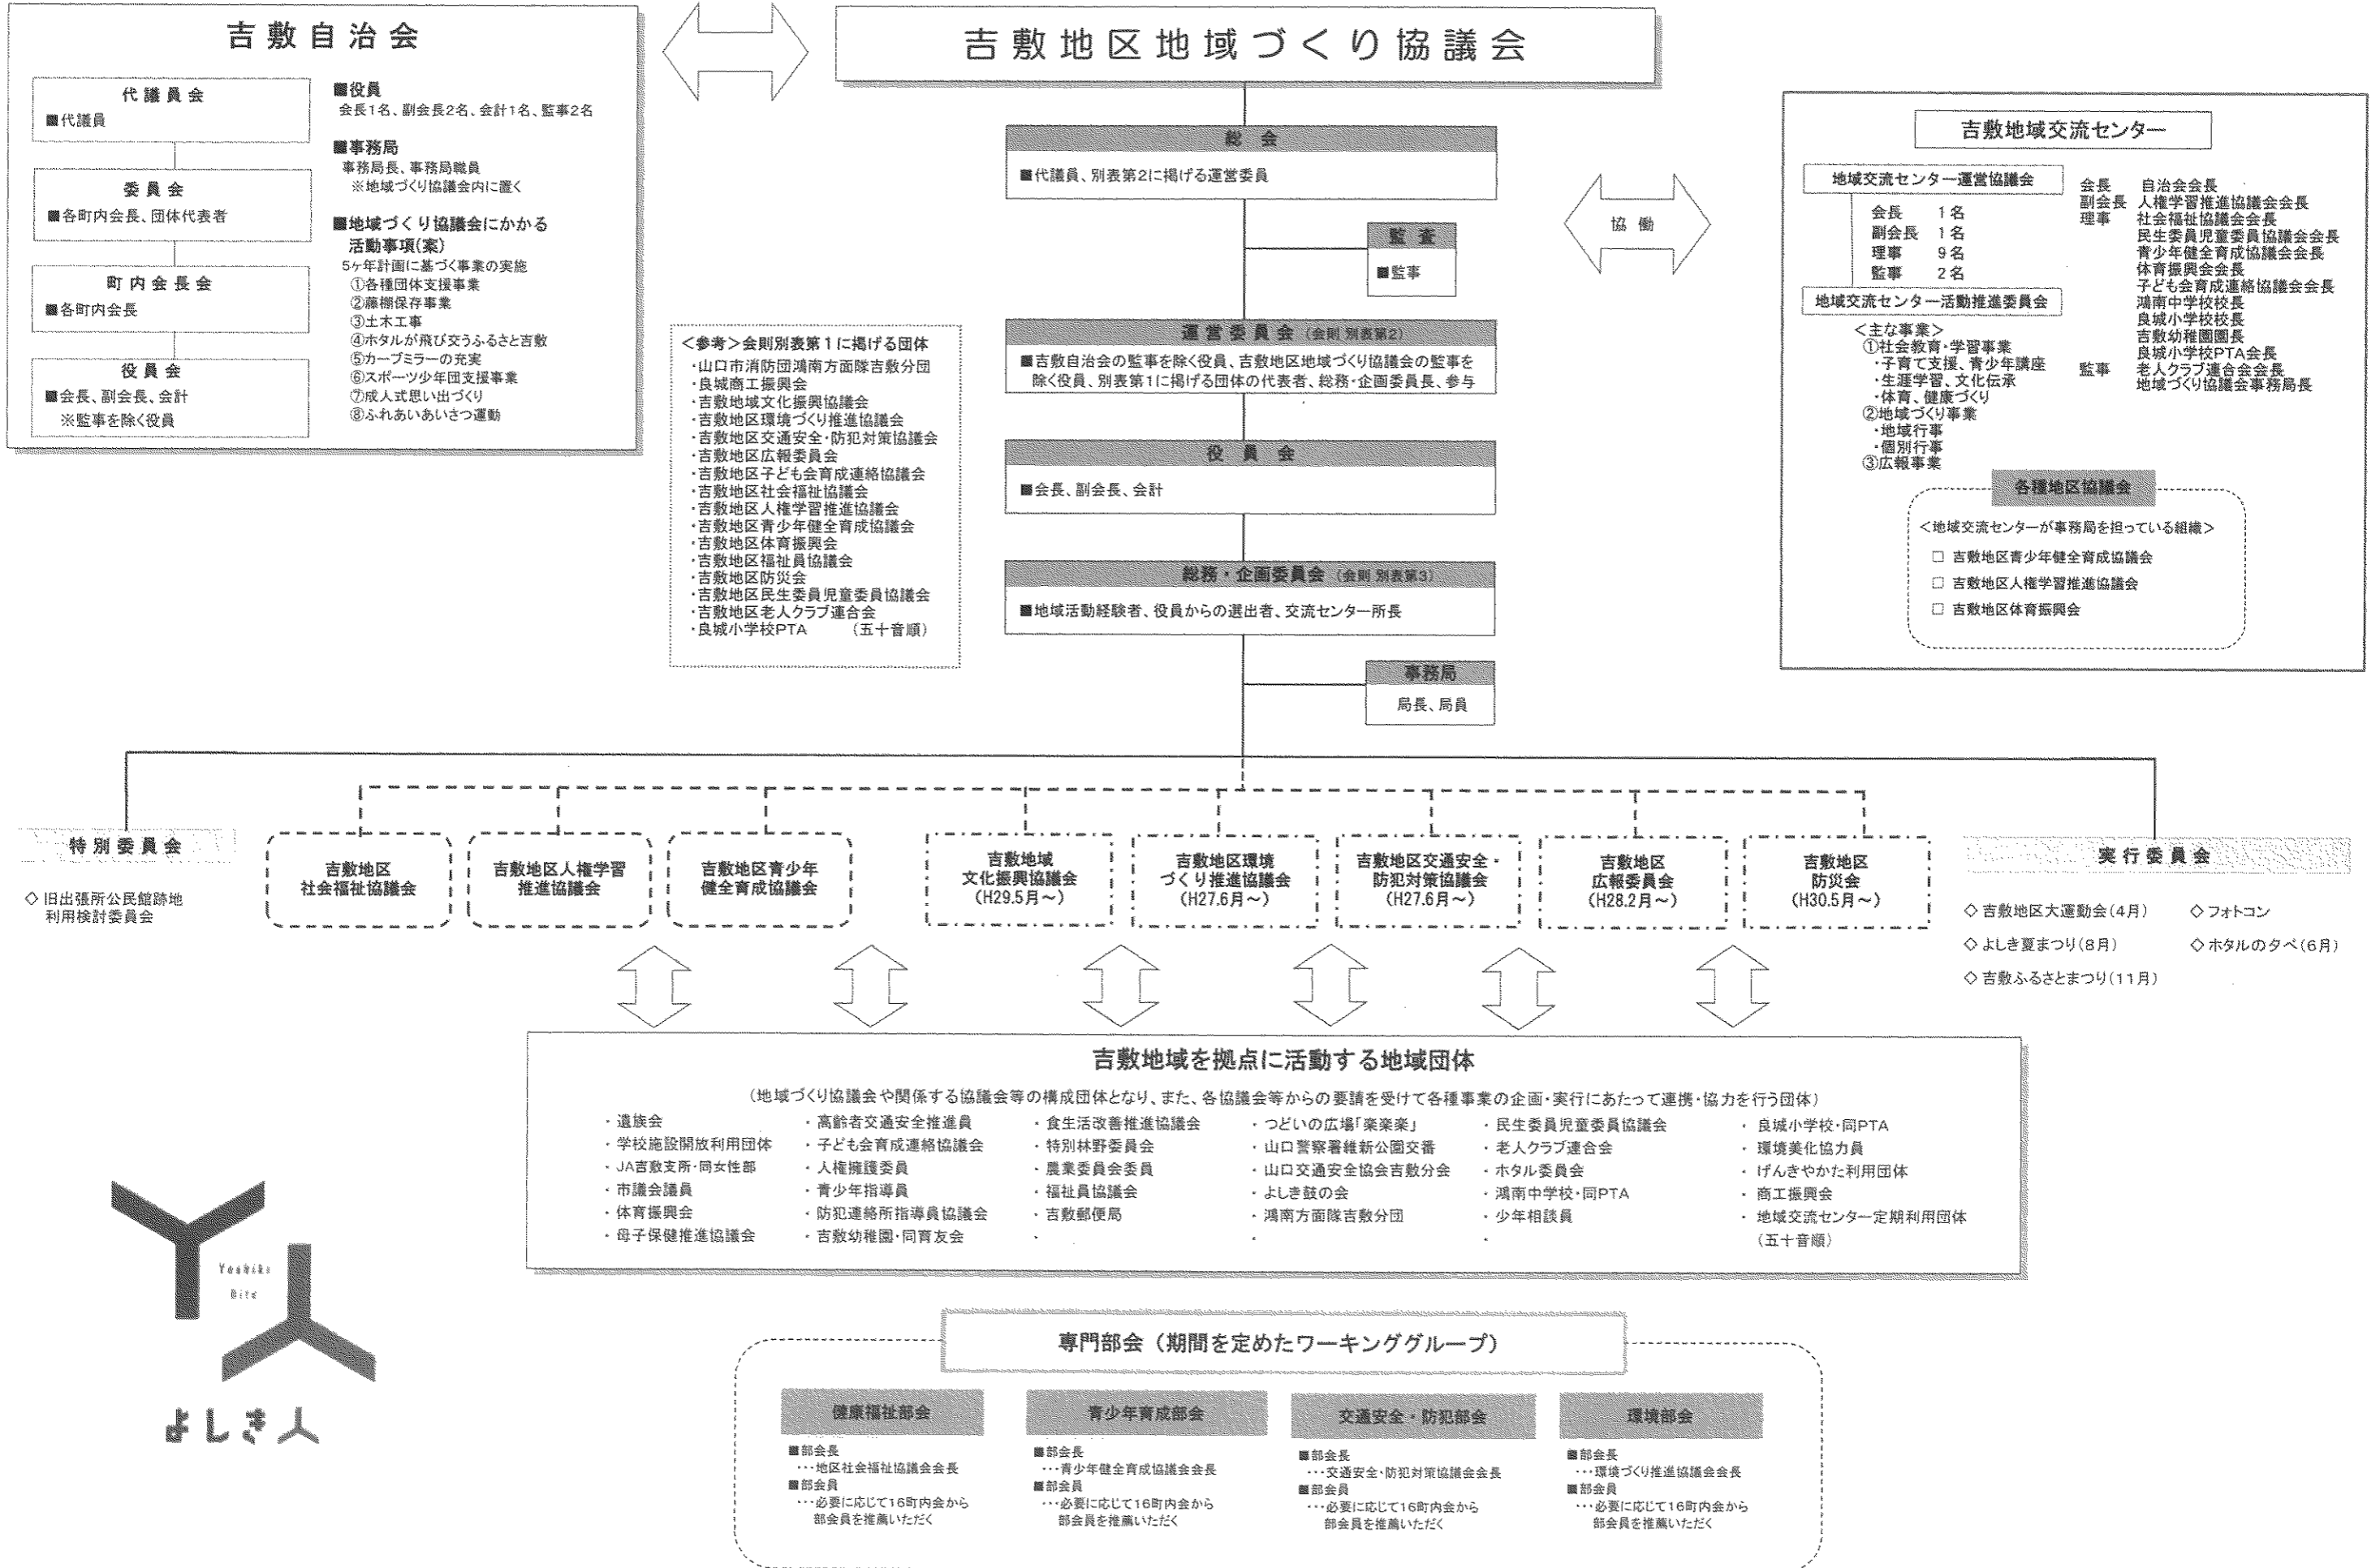 吉敷自治会
代議員会
■代議員
委員会
■各町内会長、団体代表者
町内会長会
■各町内会長
役員会
■会長、副会長、会計
※監事を除く役員
■役員
会長1名、副会長2名、会計1名、監事2名
■事務局
事務局長、事務局職員
※地域づくり協議会内に置く
■地域づくり協議会にかかる
活動事項(案)
5ヶ年計画に基づく事業の実施
①各種団体支援事業
②藤棚保存事業
③土木工事
④ホタルが飛び交うふるさと吉敷
⑤カーブミラーの充実
⑥スポーツ少年団支援事業
⑦成人式思い出づくり
⑧ふれあいあいさつ運動
吉敷地区地域づくり協議会
総会
■代議員、別表第2に掲げる運営委員
監査
■監事
運営委員会(会則 別表第2)
■吉敷自治会の監事を除く役員、吉敷地区地域づくり協議会の監事を
除く役員、別表第1に掲げる団体の代表者、総務・企画委員長、参与
役員会
■会長、副会長、会計
総務・企画委員会(会則 別表第3)
■地域活動経験者、役員からの選出者、交流センター所長
事務局
局長、局員
<参考>会則別表第1に掲げる団体
・山口市消防団鴻南方面隊吉敷分団
・良城商工振興会
・吉敷地域文化振興協議会
・吉敷地区環境づくり推進協議会
・吉敷地区交通安全・防犯対策協議会
・吉敷地区広報委員会
・吉敷地区子ども会育成連絡協議会
・吉敷地区社会福祉協議会
・吉敷地区人権学習推進協議会
・吉敷地区青少年健全育成協議会
・吉敷地区体育振興会
・吉敷地区福祉員協議会
・吉敷地区防災会
・吉敷地区民生委員児童委員協議会
・吉敷地区老人クラブ連合会
・良城小学校PTA (五十音順)
協働
吉敷地域交流センター
地域交流センター運営協議会
会長 1名
副会長 1名
理事 9名
監事 2名
地域交流センター活動推進委員会
<主な事業>
①社会教育・学習事業
・子育て支援、青少年講座
・生涯学習、文化伝承
・体育、健康づくり
②地域づくり事業
・地域行事
・個別行事
③広報事業
会長 自治会会長
副会長 人権学習推進協議会会長
理事 社会福祉協議会会長
民生委員児童委員協議会会長
青少年健全育成協議会会長
体育振興会会長
子ども会育成連絡協議会会長
鴻南中学校校長
良城小学校校長
吉敷幼稚園園長
良城小学校PTA会長
監事 老人クラブ連合会会長
地域づくり協議会事務局長
各種地区協議会
<地域交流センターが事務局を担っている組織>
□ 吉敷地区青少年健全育成協議会
□ 吉敷地区人権学習推進協議会
□ 吉敷地区体育振興会
特別委員会
◇旧出張所公民館跡地
利用検討委員会
吉敷地区
社会福祉協議会
吉敷地区人権学習
推進協議会
吉敷地区青少年
健全育成協議会
吉敷地域
文化振興協議会
(H29.5月〜)
吉敷地区環境
づくり推進協議会
(H27.6月〜)
吉敷地区交通安全・
防犯対策協議会
(H27.6月〜)
吉敷地区
広報委員会
(H28.2月〜)
吉敷地区
防災会
(H30.5月〜)
実行委員会
◇吉敷地区大運動会(4月) ◇フォトコン
◇よしき夏まつり(8月) ◇ホタルの夕べ(6月)
◇吉敷ふるさとまつり(11月)
吉敷地域を拠点に活動する地域団体
(地域づくり協議会や関係する協議会等の構成団体となり、また、各協議会等からの要請を受けて各種事業の企画・実行にあたって連携・協力を行う団体)
・遺族会
・学校施設開放利用団体
・JA吉敷支所・同女性部
・市議会議員
・体育振興会
・母子保健推進協議会
・高齢者交通安全推進員
・子ども会育成連絡協議会
・人権擁護委員
・青少年指導員
・防犯連絡所指導員協議会
・吉敷幼稚園・同育友会
・食生活改善推進協議会
・特別林野委員会
・農業委員会委員
・福祉員協議会
・吉敷郵便局
・
・つどいの広場「楽楽楽」
・山口警察署維新公園交番
・山口交通安全協会吉敷分会
・よしき鼓の会
・鴻南方面隊吉敷分団
・
・民生委員児童委員協議会
・老人クラブ連合会
・ホタル委員会
・鴻南中学校・同PTA
・少年相談員
・
・良城小学校・同PTA
・環境美化協力員
・げんきやかた利用団体
・商工振興会
・地域交流センター定期利用団体
(五十音順)
Yoshiki
Bito
よしき人
専門部会(期間を定めたワーキンググループ)
健康福祉部会
■部会長
・・・地区社会福祉協議会会長
■部会員
・・・必要に応じて16町内会から
部会員を推薦いただく
青少年育成部会
■部会長
・・・青少年健全育成協議会会長
■部会員
・・・必要に応じて16町内会から
部会員を推薦いただく
交通安全・防犯部会
■部会長
・・・交通安全・防犯対策協議会会長
■部会員
・・・必要に応じて16町内会から
部会員を推薦いただく
環境部会
■部会長
・・・環境づくり推進協議会会長
■部会員
・・・必要に応じて16町内会から
部会員を推薦いただく